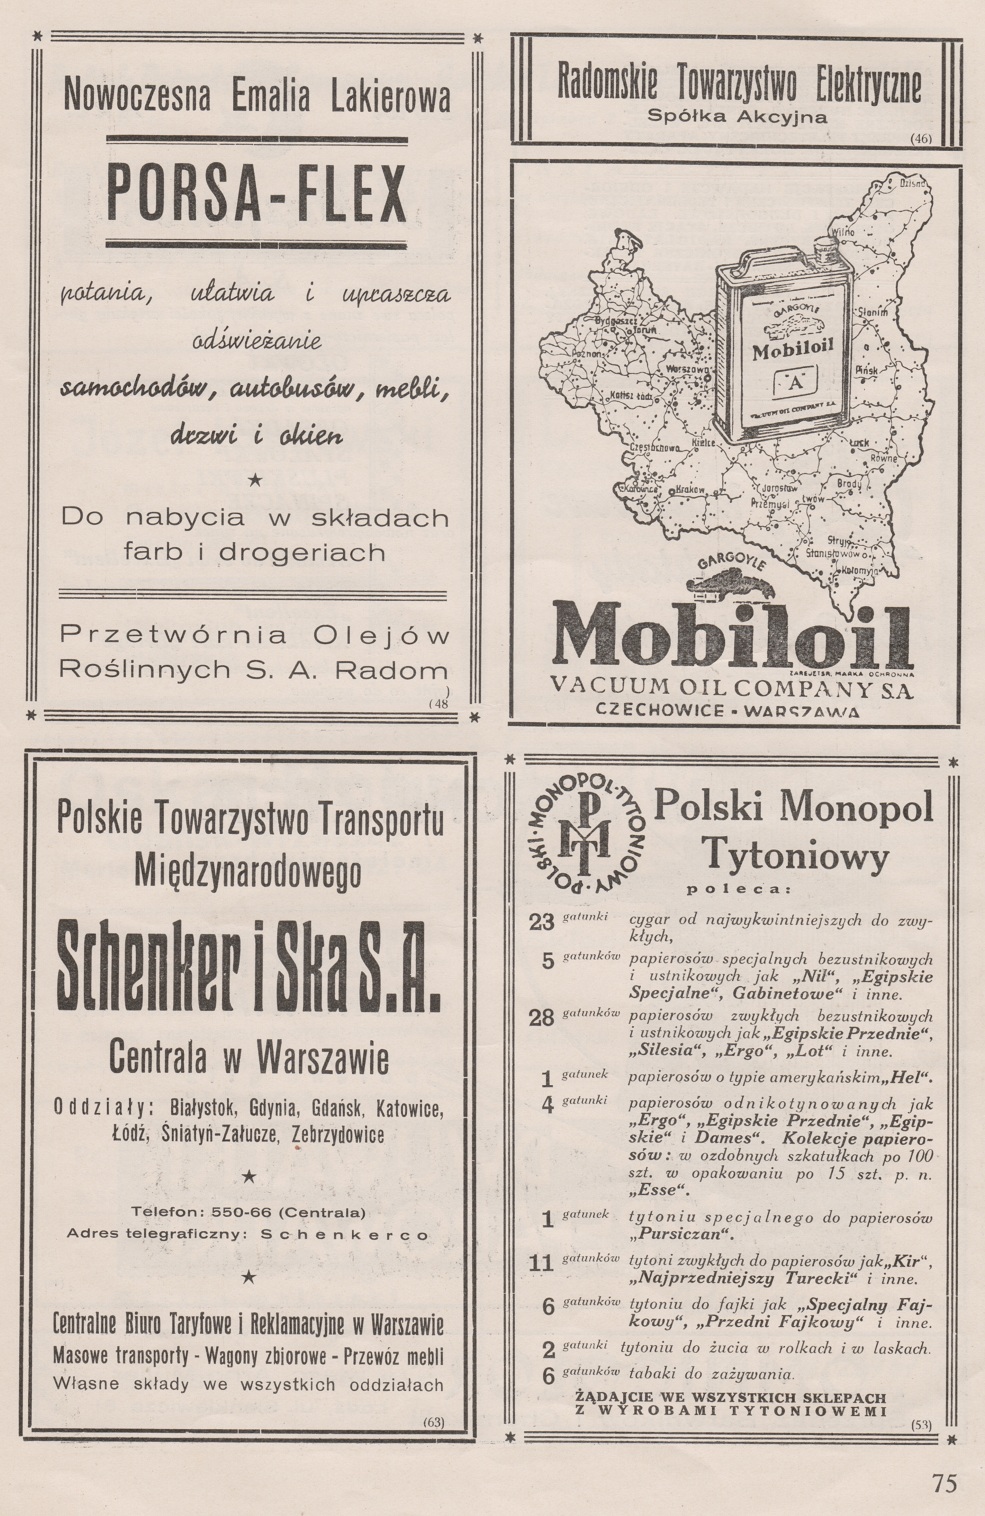 Nowoczesna Emalia Lakierowa
PORSA-FLEX
potania, ułatwia i upraszcza
odświeżanie
samochodów, autobusów, mebli,
drzwi i okien
★
Do nabycia w składach
farb i drogeriach
Przetwórnia Olejów
Roślinnych S. A. Radom
(48)
Radomskie Towarzystwo Elektryczne
Spółka Akcyjna
(46)
Dzisna
Wilno
Słonim
Pińsk
Bydgoszcz
Toruń
Poznań
Warszawa
Kalisz Łódź
Częstochowa
Kielce
Łuck
Równe
Katowice
Kraków
Jarosław
Przemyśl
Lwów
Brody
Stryj
Stanisławów
Kołomyja
GARGOYLE
Mobiloil
"A"
VACUUM OIL COMPANY S.A.
GARGOYLE
Mobiloil
ZAREJESTR. MARKA OCHRONNA
VACUUM OIL COMPANY S.A
CZECHOWICE - WARSZAWA
Polskie Towarzystwo Transportu
Międzynarodowego
Schenker i Ska S.A.
Centrala w Warszawie
Oddziały: Białystok, Gdynia, Gdańsk, Katowice,
Łódź, Śniatyń-Załucze, Zebrzydowice
★
Telefon: 550-66 (Centrala)
Adres telegraficzny: Schenkerco
★
Centralne Biuro Taryfowe i Reklamacyjne w Warszawie
Masowe transporty - Wagony zbiorowe - Przewóz mebli
Własne składy we wszystkich oddziałach
(63)
POLSKI·MONOPOL·TYTONIOWY·
PMT
Polski Monopol
Tytoniowy
poleca:
23 gatunki cygar od najwykwintniejszych do zwy-
kłych,
5 gatunków papierosów specjalnych bezustnikowych
i ustnikowych jak „Nil“, „Egipskie
Specjalne“, Gabinetowe“ i inne.
28 gatunków papierosów zwykłych bezustnikowych
i ustnikowych jak „Egipskie Przednie“,
„Silesia“, „Ergo“, „Lot“ i inne.
1 gatunek papierosów o typie amerykańskim „Hel“.
4 gatunki papierosów odnikotynowanych jak
„Ergo“, „Egipskie Przednie“, „Egip-
skie“ i Dames“. Kolekcje papiero-
sów: w ozdobnych szkatułkach po 100
szt. w opakowaniu po 15 szt. p. n.
„Esse“.
1 gatunek tytoniu specjalnego do papierosów
„Pursiczan“.
11 gatunków tytoni zwykłych do papierosów jak „Kir“,
„Najprzedniejszy Turecki“ i inne.
6 gatunków tytoniu do fajki jak „Specjalny Faj-
kowy“, „Przedni Fajkowy“ i inne.
2 gatunki tytoniu do żucia w rolkach i w laskach.
6 gatunków tabaki do zażywania.
ŻĄDAJCIE WE WSZYSTKICH SKLEPACH
Z WYROBAMI TYTONIOWEMI
(53)
75